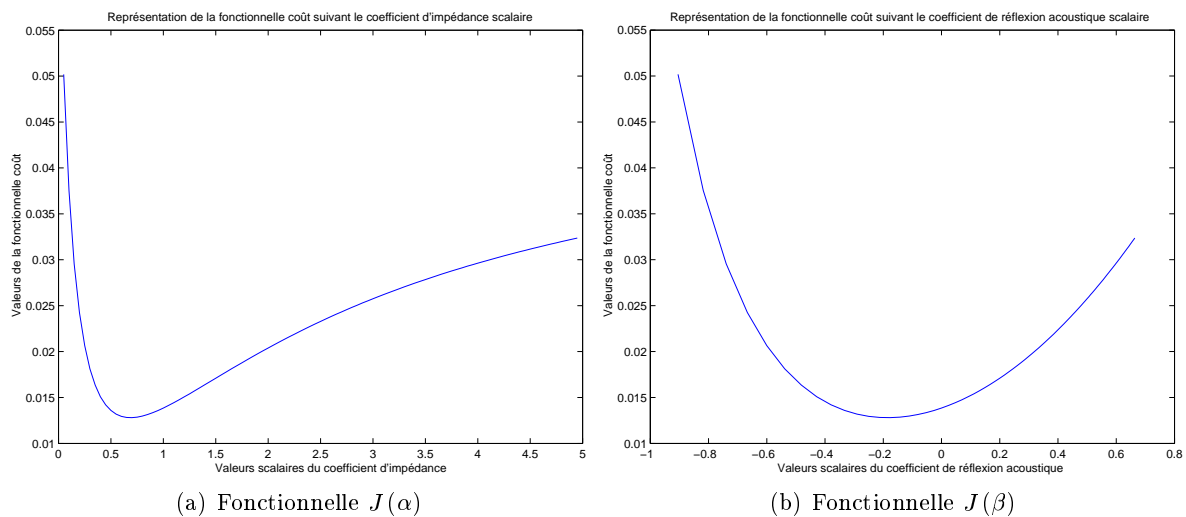 Représentation de la fonctionnelle coût suivant le coefficient d'impédance scalaire
0.055
0.05
0.045
0.04
0.035
0.03
0.025
0.02
0.015
0.01
Valeurs de la fonctionnelle coût
0 0.5 1 1.5 2 2.5 3 3.5 4 4.5 5
Valeurs scalaires du coefficient d'impédance
(a) Fonctionnelle J(α)
Représentation de la fonctionnelle coût suivant le coefficient de réflexion acoustique scalaire
0.055
0.05
0.045
0.04
0.035
0.03
0.025
0.02
0.015
0.01
Valeurs de la fonctionnelle coût
−1 −0.8 −0.6 −0.4 −0.2 0 0.2 0.4 0.6 0.8
Valeurs scalaires du coefficient de réflexion acoustique
(b) Fonctionnelle J(β)